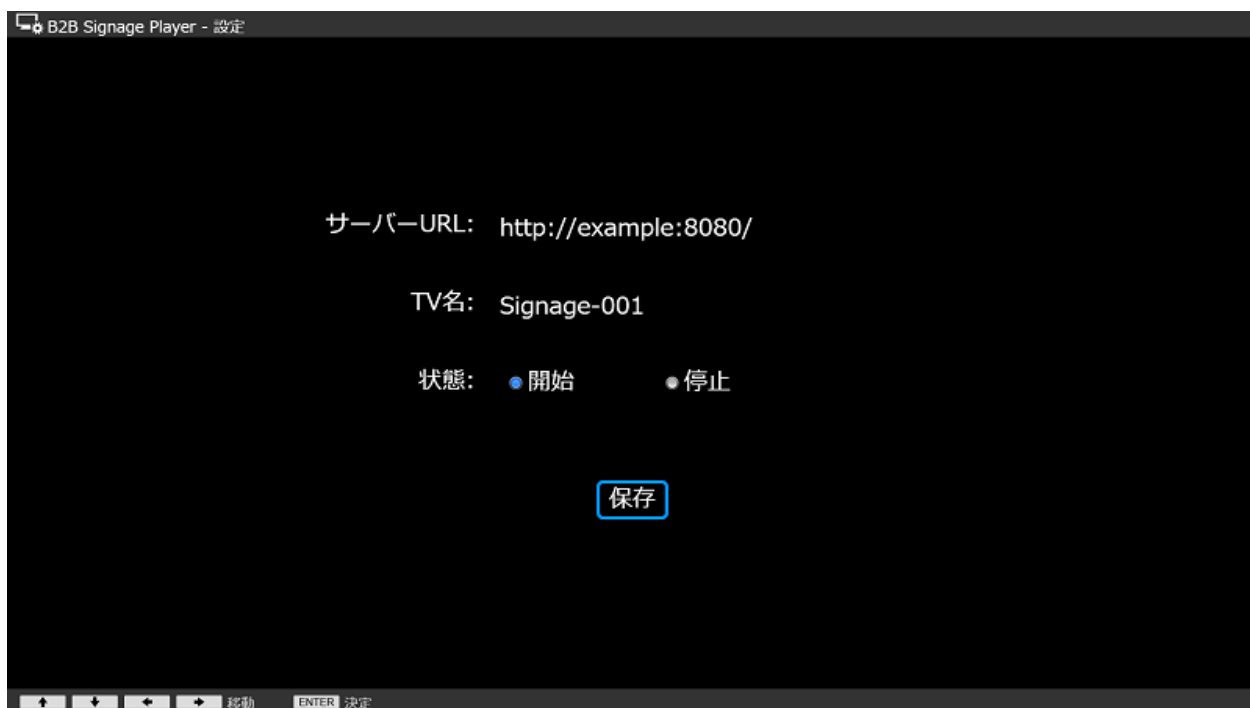 B2B Signage Player - 設定
サーバーURL: http://example:8080/
TV名: Signage-001
状態: 開始 停止
保存
移動 ENTER 決定